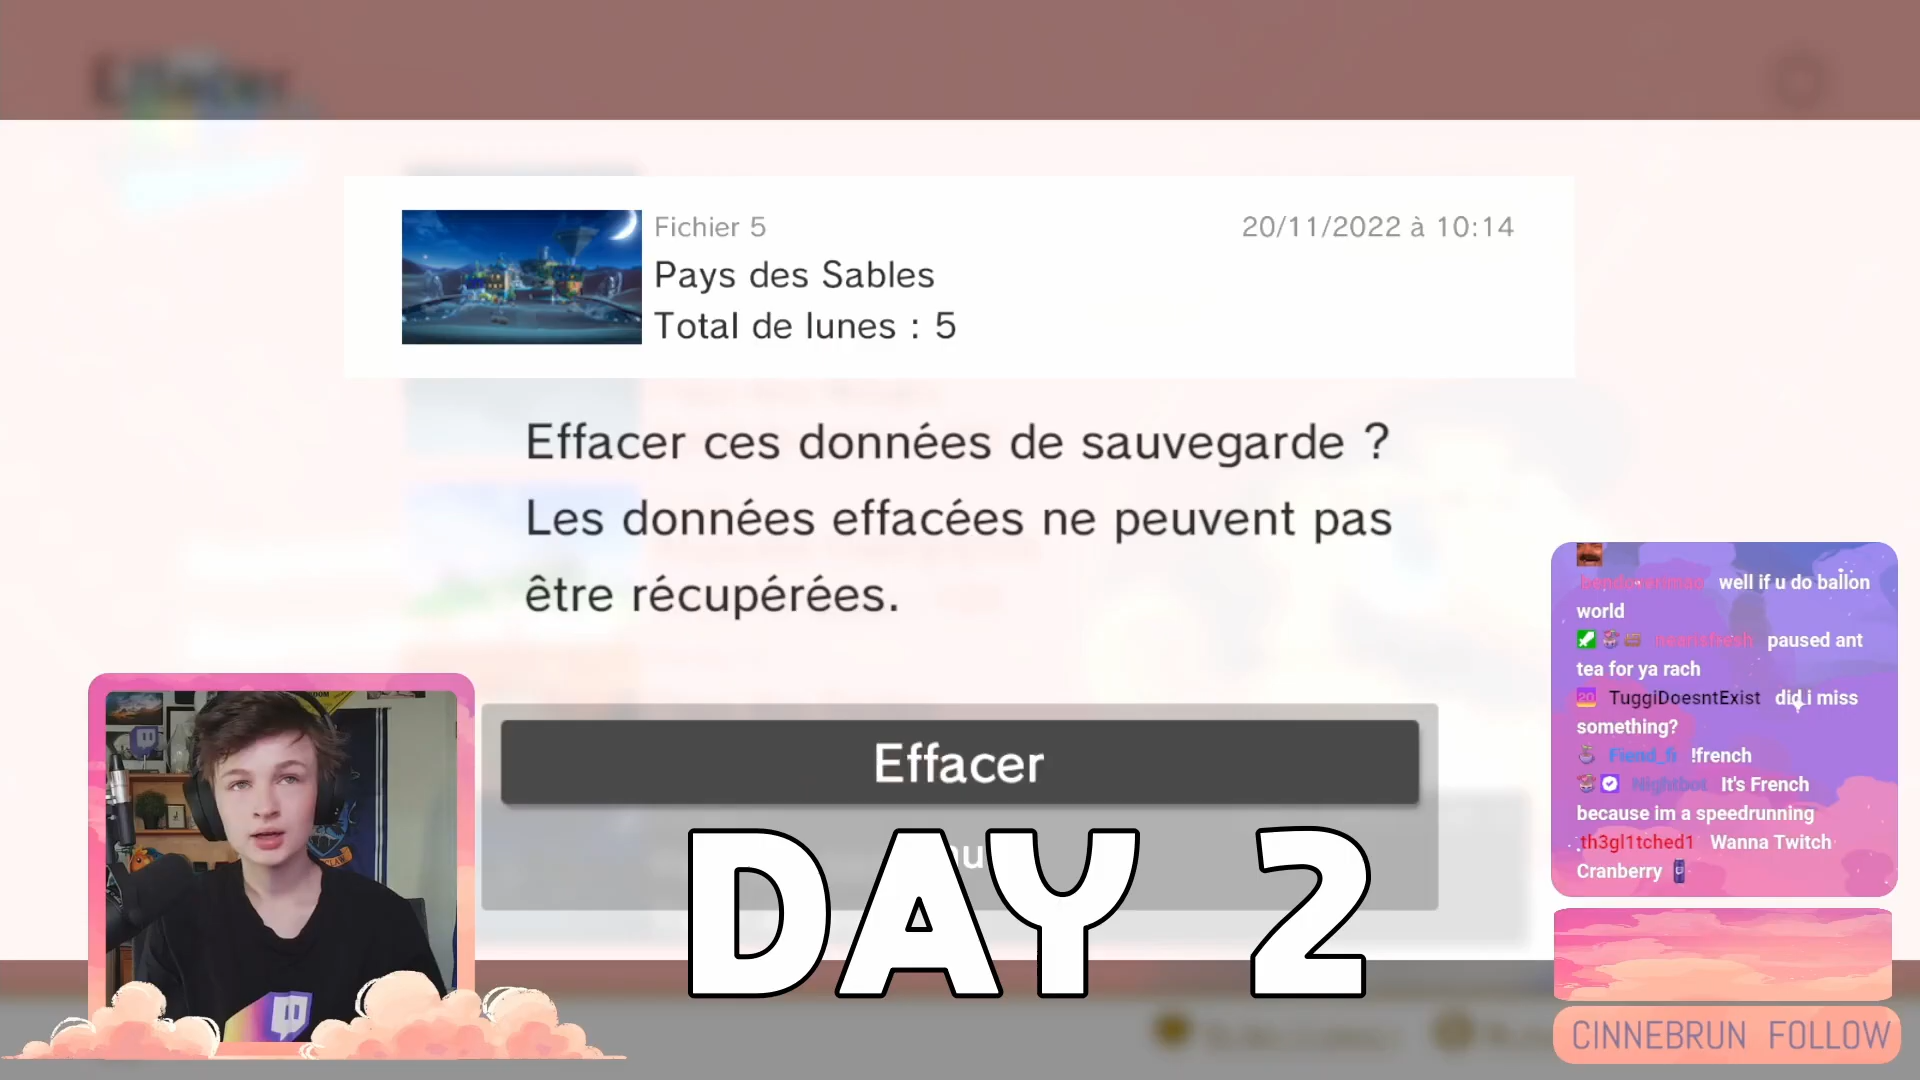 Effacer
Fichier 5
20/11/2022 à 10:14
Pays des Sables
Total de lunes : 5
Effacer ces données de sauvegarde ?
Les données effacées ne peuvent pas
être récupérées.
Effacer
DAY 2
well if u do ballon
world
paused ant
tea for ya rach
TuggiDoesntExist did i miss
something?
Fiend_fi !french
Nightbot It's French
because im a speedrunning
th3gl1tched1 Wanna Twitch
Cranberry
CINNEBRUN FOLLOW